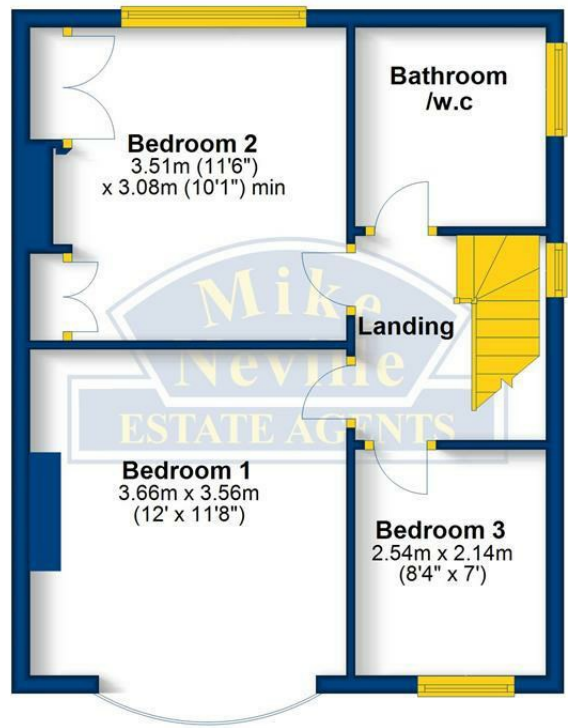 Bedroom 2
3.51m (11'6")
x 3.08m (10'1") min
Bathroom
/w.c
Landing
Mike
Neville
ESTATE AGENTS
Bedroom 1
3.66m x 3.56m
(12' x 11'8")
Bedroom 3
2.54m x 2.14m
(8'4" x 7')